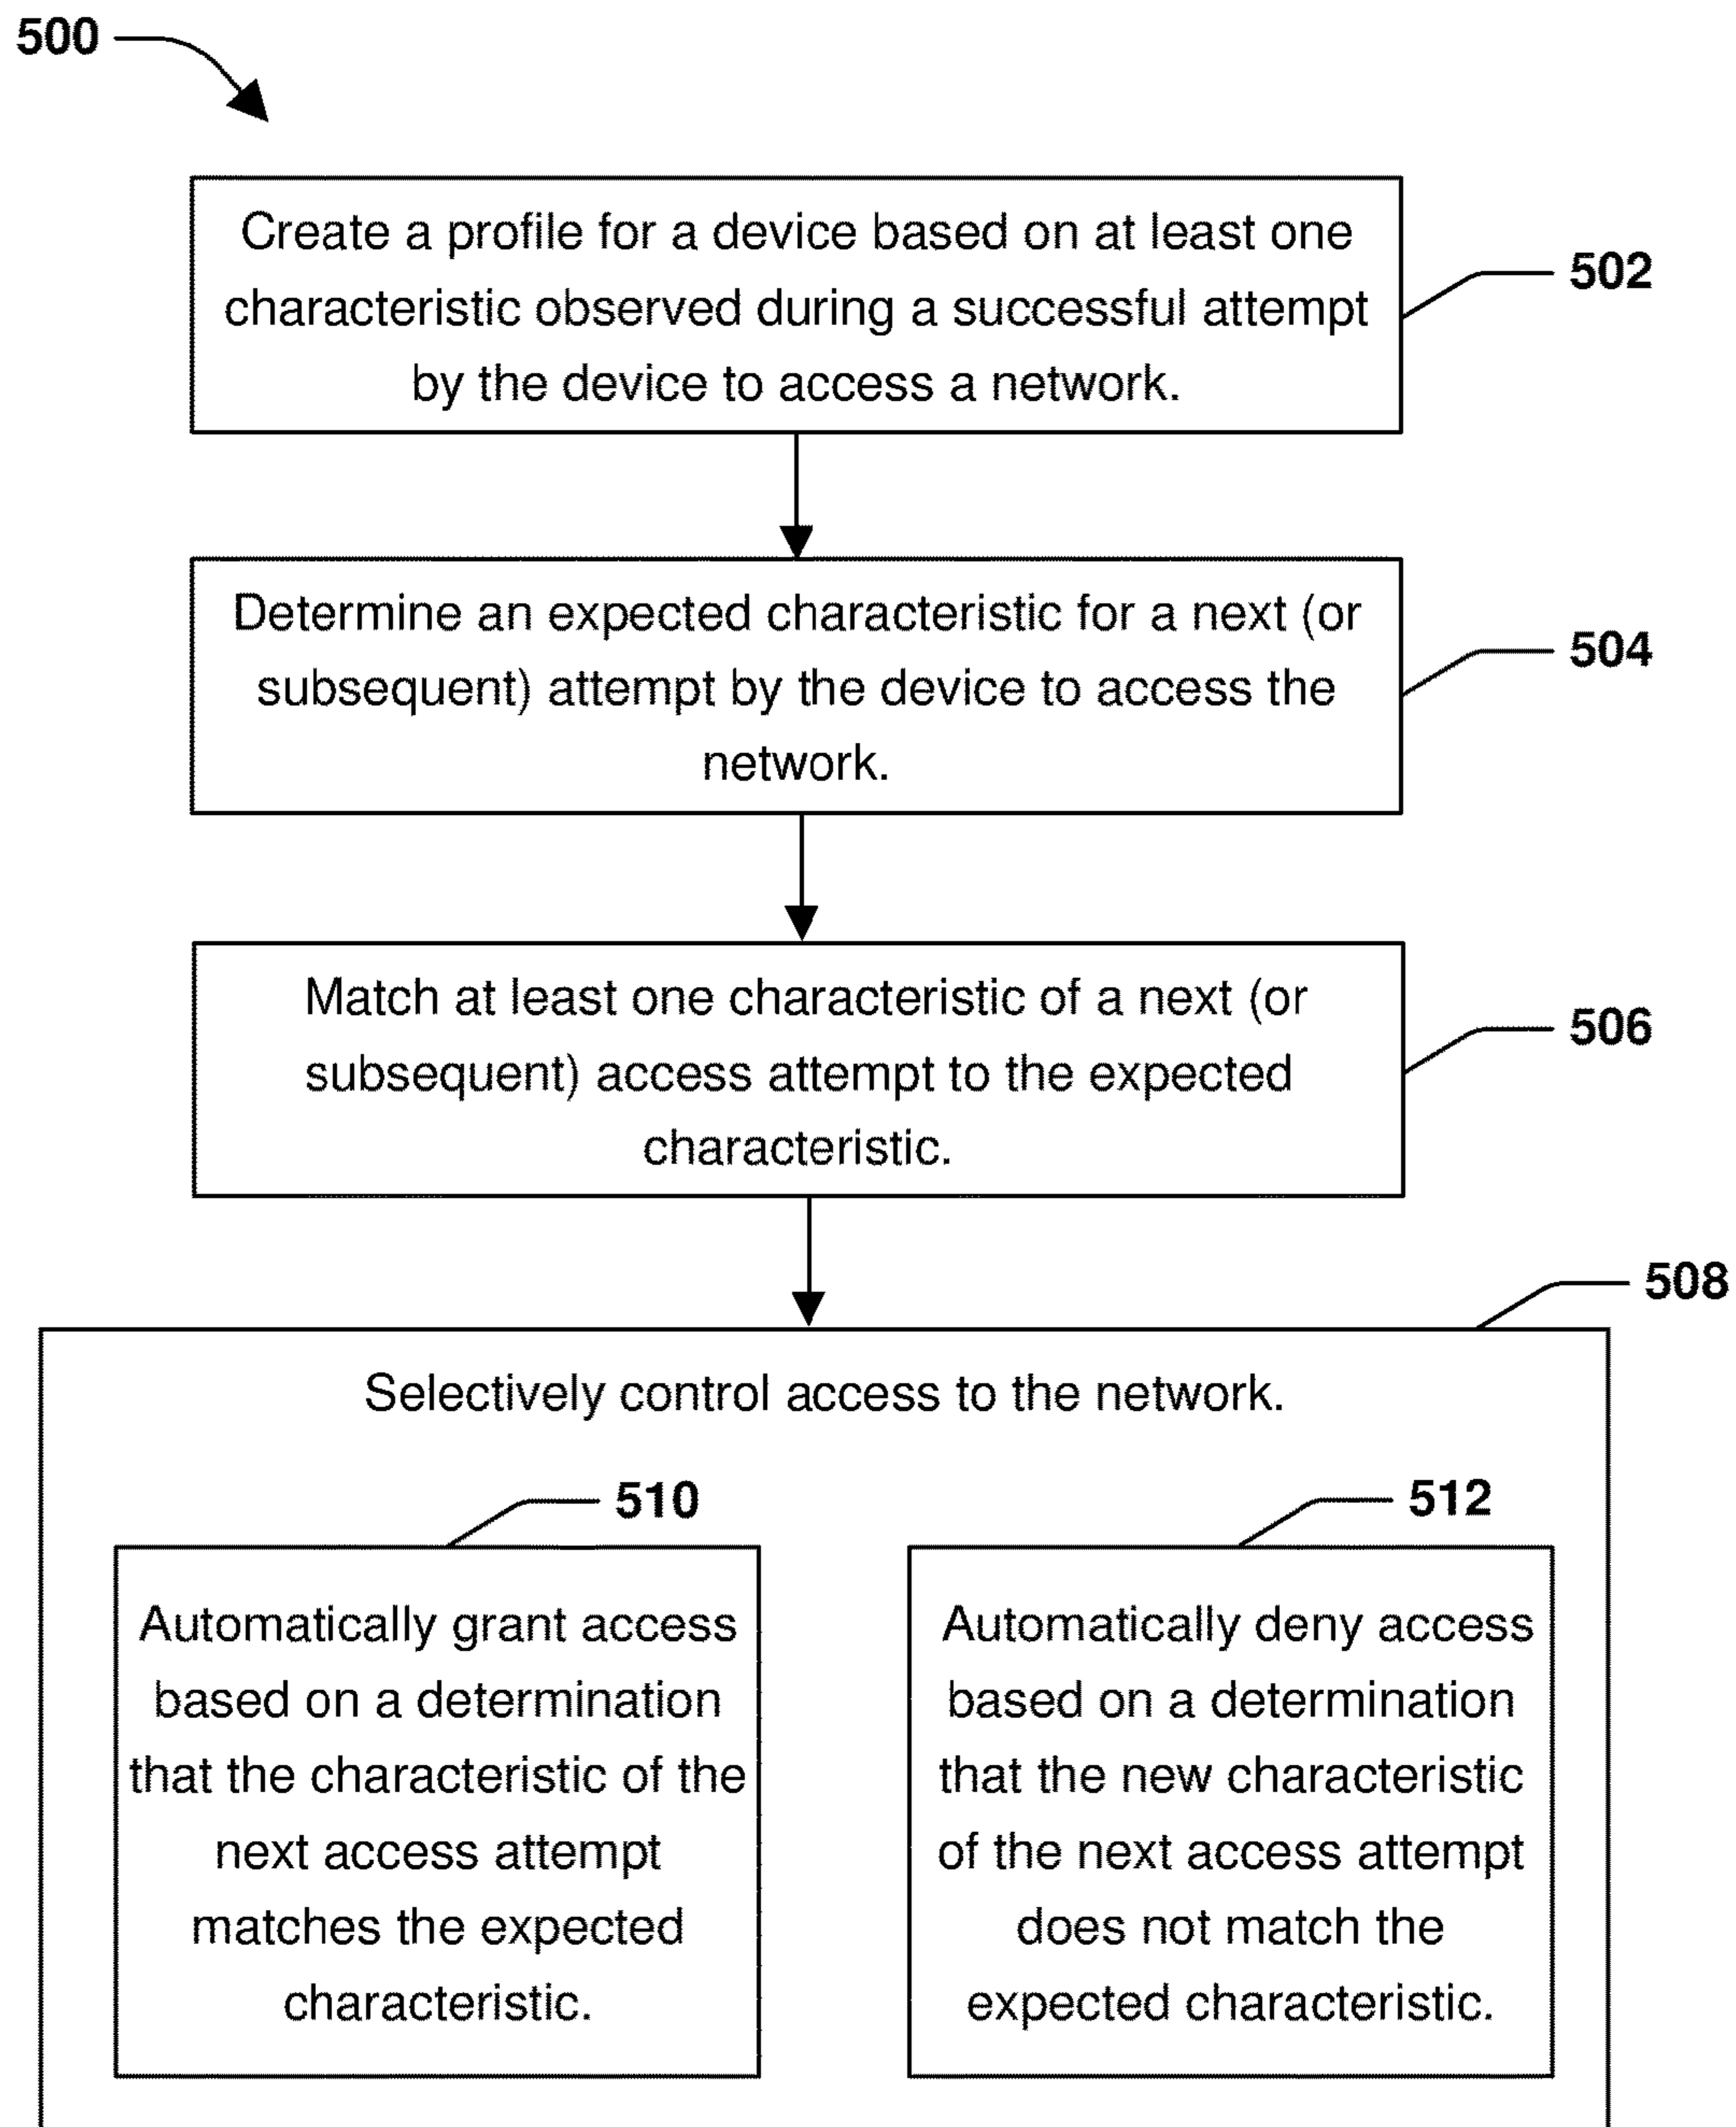 500
Create a profile for a device based on at least one
characteristic observed during a successful attempt
by the device to access a network.
502
Determine an expected characteristic for a next (or
subsequent) attempt by the device to access the
network.
504
Match at least one characteristic of a next (or
subsequent) access attempt to the expected
characteristic.
506
508
Selectively control access to the network.
510
Automatically grant access
based on a determination
that the characteristic of the
next access attempt
matches the expected
characteristic.
512
Automatically deny access
based on a determination
that the new characteristic
of the next access attempt
does not match the
expected characteristic.